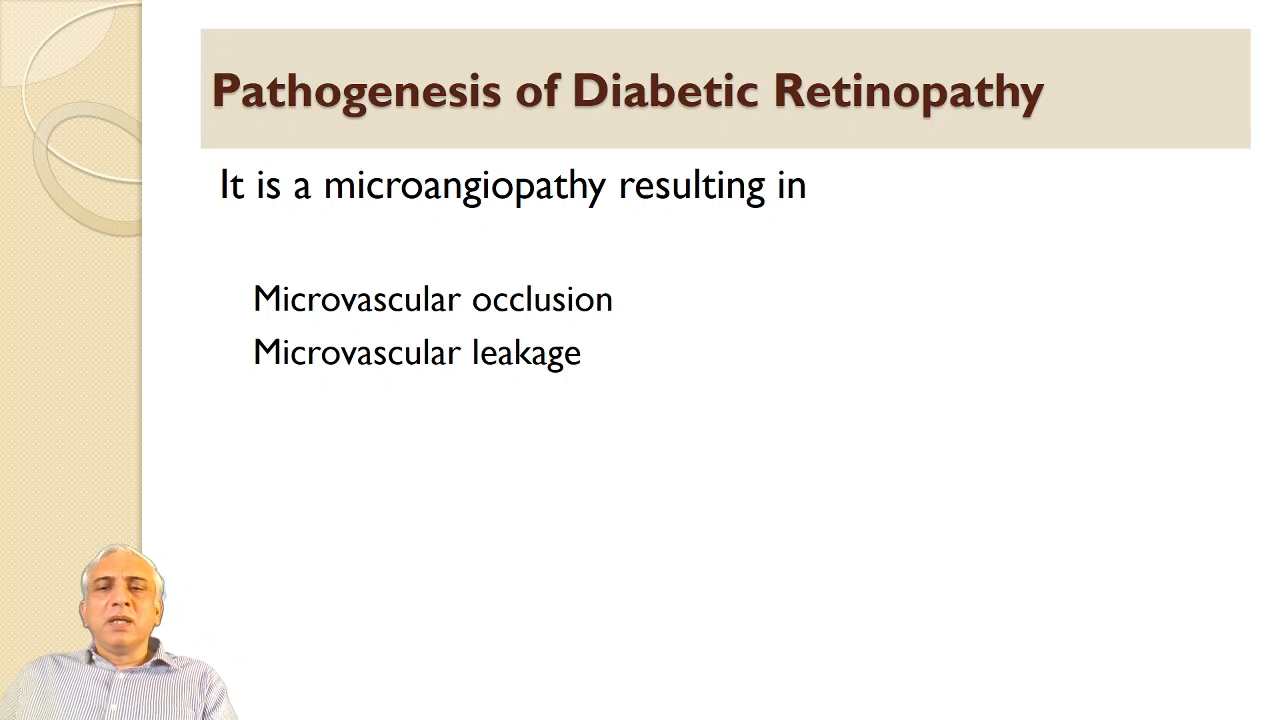 Pathogenesis of Diabetic Retinopathy
It is a microangiopathy resulting in
Microvascular occlusion
Microvascular leakage